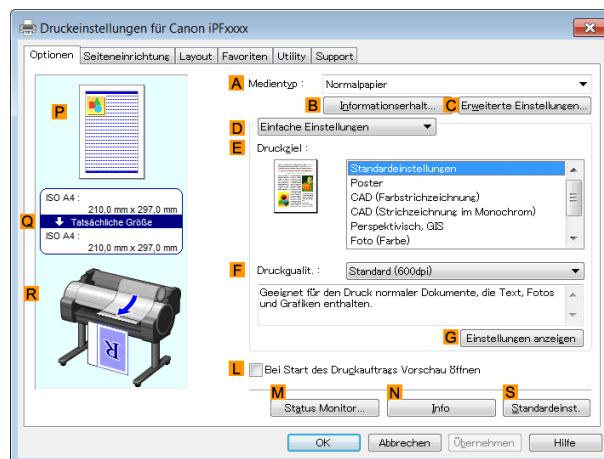 Druckeinstellungen für Canon iPFxxxx
Optionen Seiteneinrichtung Layout Favoriten Utility Support
A Medientyp : Normalpapier
B Informationserhalt... C Erweiterte Einstellungen...
D Einfache Einstellungen
E Druckziel :
Standardeinstellungen
Poster
CAD (Farbstrichzeichnung)
CAD (Strichzeichnung im Monochrom)
Perspektivisch, GIS
Foto (Farbe)
P
Q
ISO A4 :
210,0 mm x 297,0 mm
Tatsächliche Größe
ISO A4 :
210,0 mm x 297,0 mm
R
R
F Druckqualit. : Standard (600dpi)
Geeignet für den Druck normaler Dokumente, die Text, Fotos
und Grafiken enthalten.
G Einstellungen anzeigen
L Bei Start des Druckauftrags Vorschau öffnen
M N S
Status Monitor... Info Standardeinst.
OK Abbrechen Übernehmen Hilfe